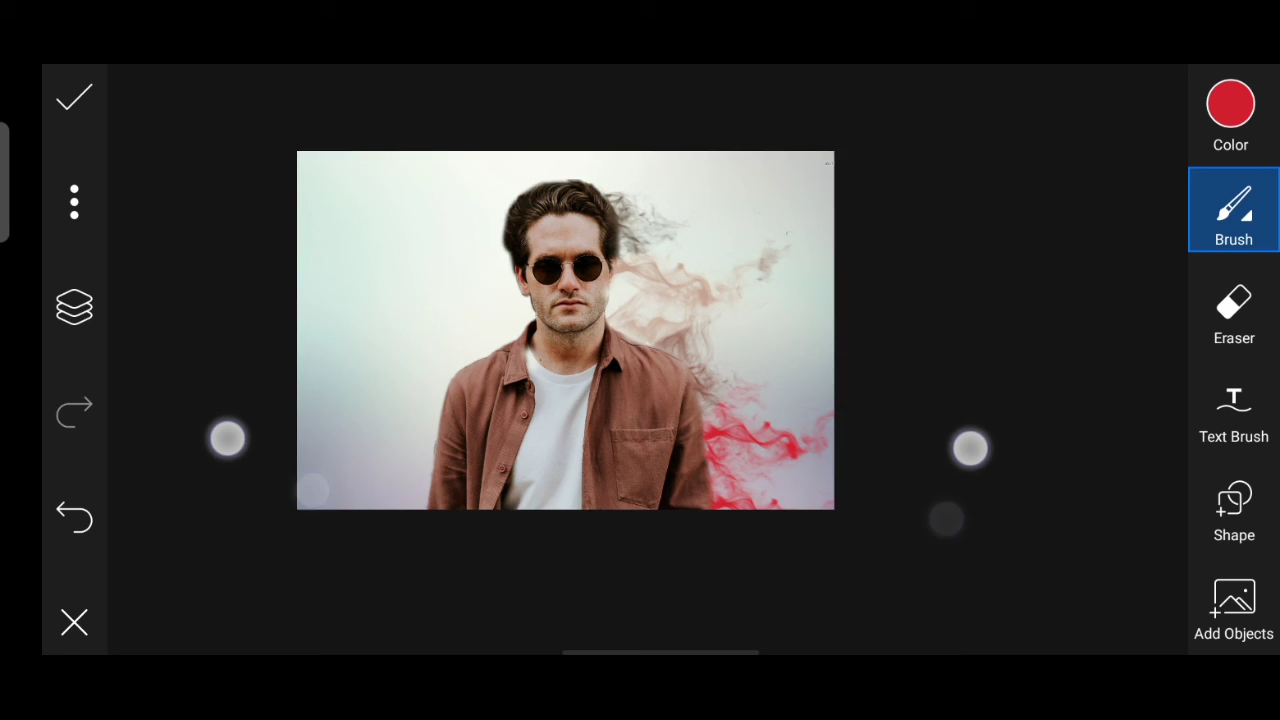 Color
Brush
Eraser
T
Text Brush
Shape
Add Objects